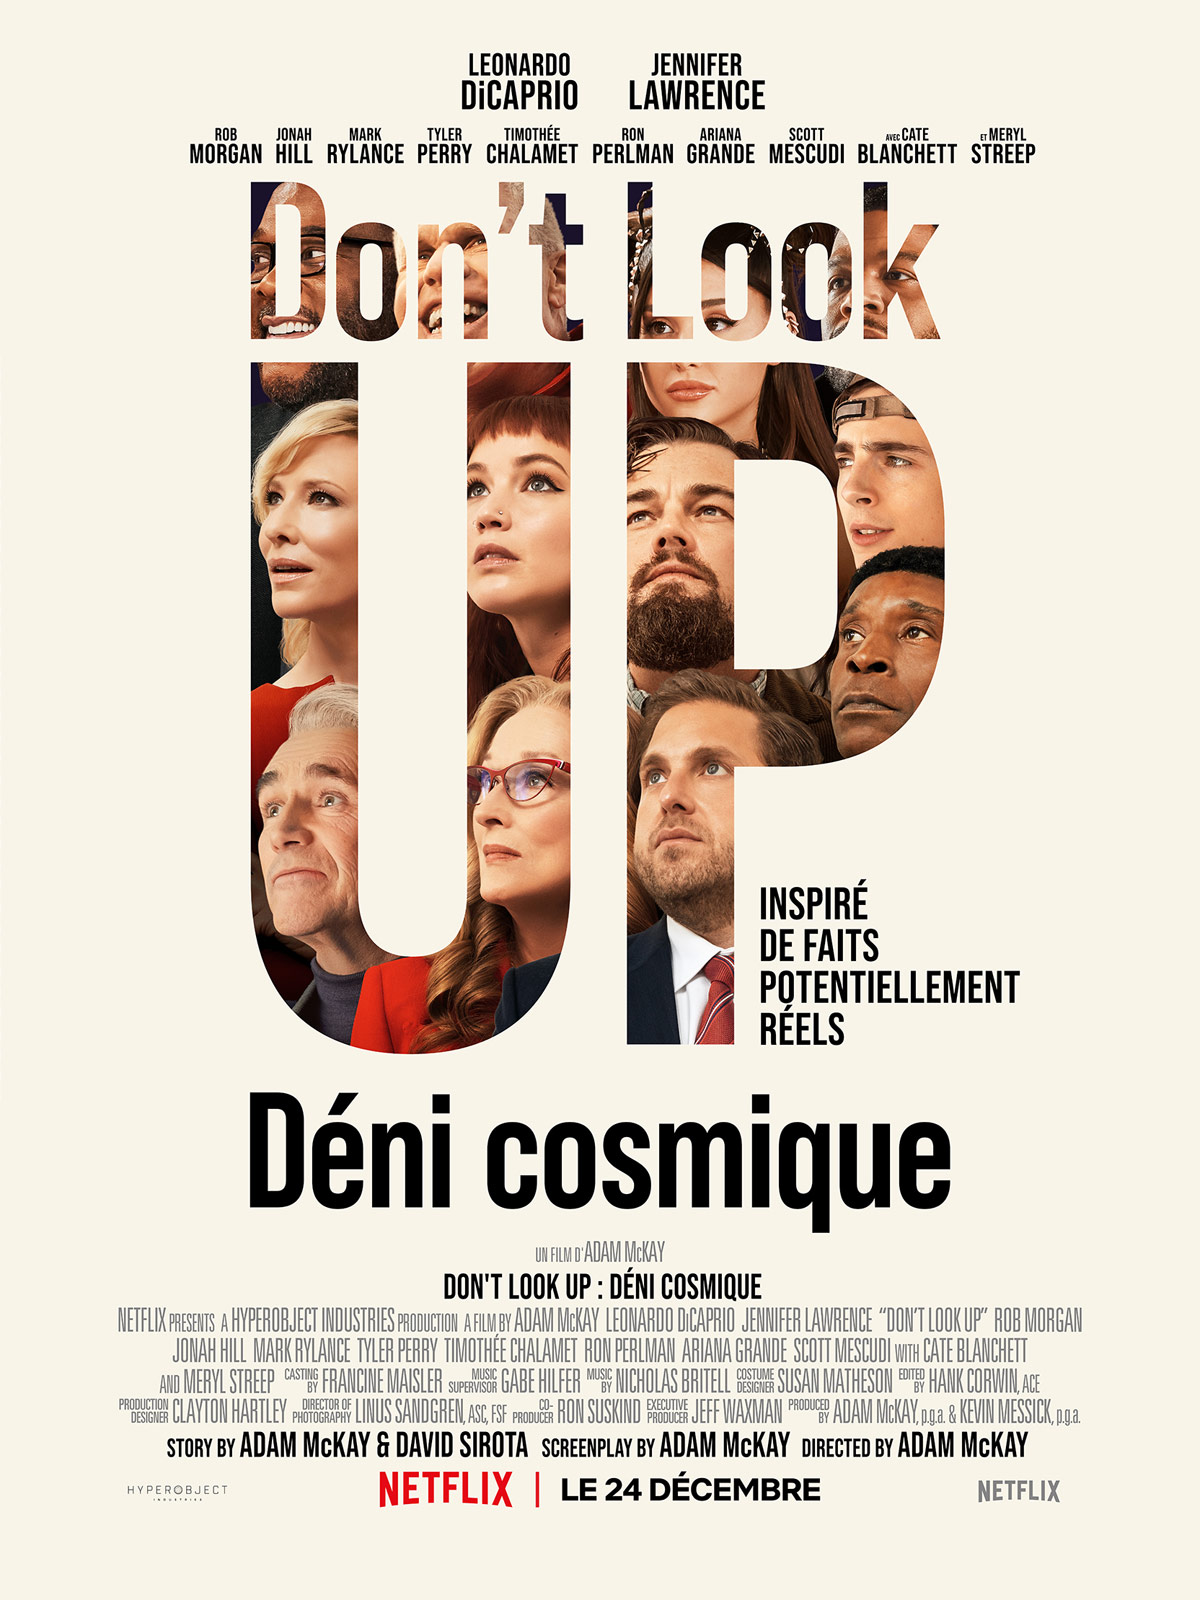 LEONARDO DiCAPRIO JENNIFER LAWRENCE
ROB MORGAN JONAH HILL MARK RYLANCE TYLER PERRY TIMOTHÉE CHALAMET RON PERLMAN ARIANA GRANDE SCOTT MESCUDI AVEC CATE BLANCHETT ET MERYL STREEP
Don't Look
UP
INSPIRÉ
DE FAITS
POTENTIELLEMENT
RÉELS
Déni cosmique
UN FILM D'ADAM McKAY
DON'T LOOK UP : DÉNI COSMIQUE
NETFLIX PRESENTS A HYPEROBJECT INDUSTRIES PRODUCTION A FILM BY ADAM McKAY LEONARDO DiCAPRIO JENNIFER LAWRENCE “DON'T LOOK UP” ROB MORGAN
JONAH HILL MARK RYLANCE TYLER PERRY TIMOTHÉE CHALAMET RON PERLMAN ARIANA GRANDE SCOTT MESCUDI WITH CATE BLANCHETT
AND MERYL STREEP CASTING BY FRANCINE MAISLER MUSIC SUPERVISOR GABE HILFER MUSIC BY NICHOLAS BRITELL COSTUME DESIGNER SUSAN MATHESON EDITED BY HANK CORWIN, ACE
PRODUCTION DESIGNER CLAYTON HARTLEY DIRECTOR OF PHOTOGRAPHY LINUS SANDGREN, ASC, FSF CO-PRODUCER RON SUSKIND EXECUTIVE PRODUCER JEFF WAXMAN PRODUCED BY ADAM McKAY, p.g.a. & KEVIN MESSICK, p.g.a.
STORY BY ADAM McKAY & DAVID SIROTA SCREENPLAY BY ADAM McKAY DIRECTED BY ADAM McKAY
HYPEROBJECT INDUSTRIES
NETFLIX | LE 24 DÉCEMBRE
NETFLIX